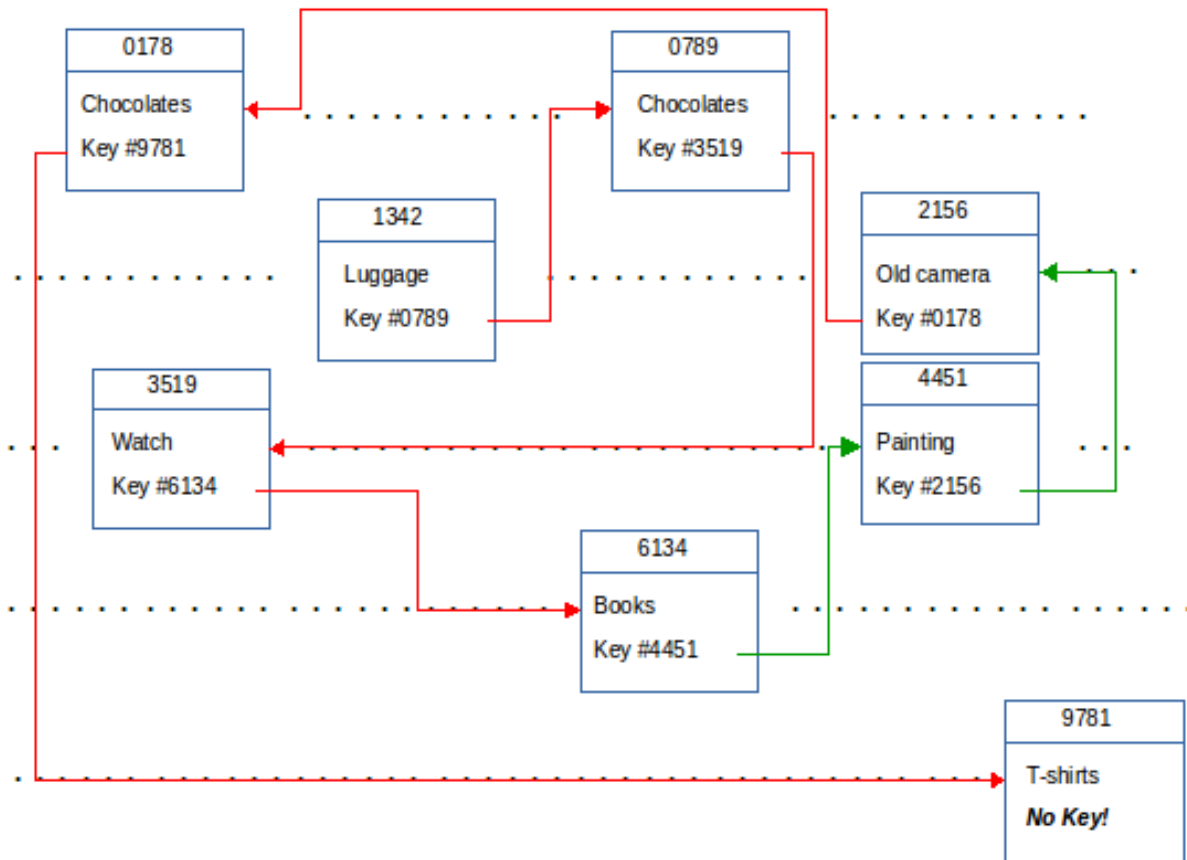 0178
Chocolates
Key #9781
0789
Chocolates
Key #3519
1342
Luggage
Key #0789
2156
Old camera
Key #0178
3519
Watch
Key #6134
4451
Painting
Key #2156
6134
Books
Key #4451
9781
T-shirts
No Key!